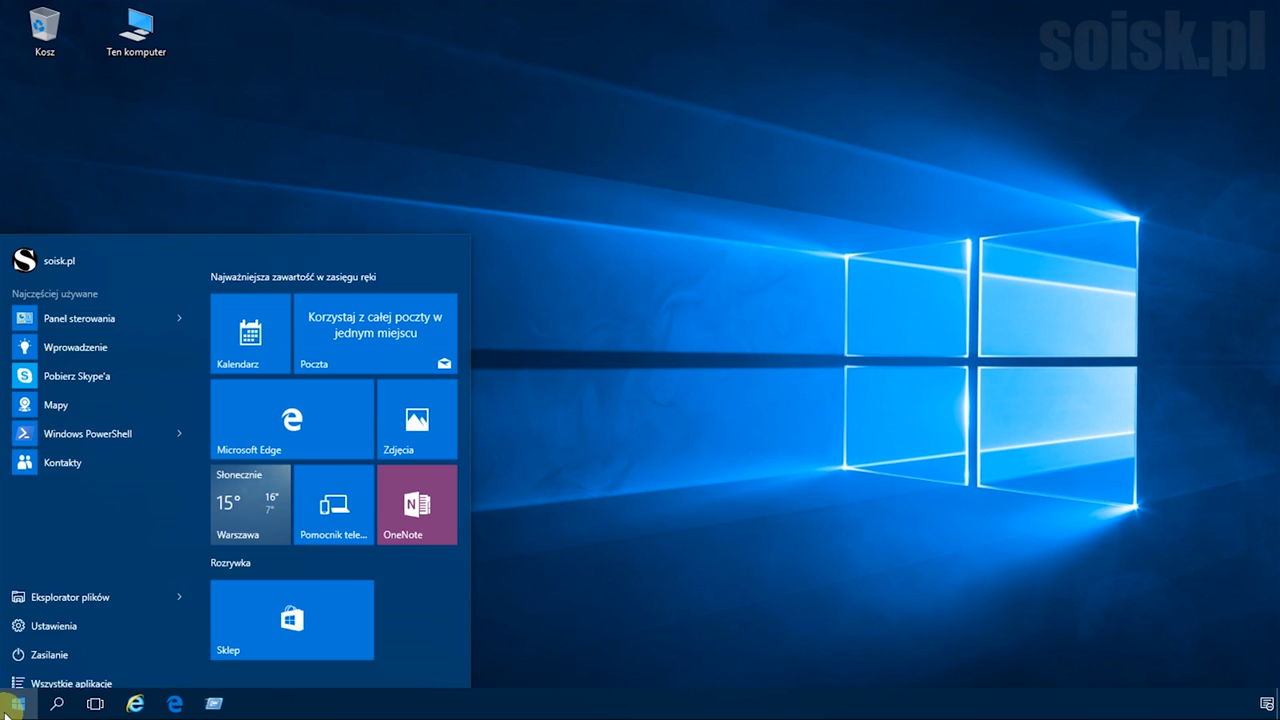 soisk.pl
Kosz
Ten komputer
soisk.pl
Najczęściej używane
Panel sterowania
Wprowadzenie
Pobierz Skype'a
Mapy
Windows PowerShell
Kontakty
Eksplorator plików
Ustawienia
Zasilanie
Wszystkie aplikacje
Najważniejsza zawartość w zasięgu ręki
Kalendarz
Korzystaj z całej poczty w
jednym miejscu
Poczta
Microsoft Edge
Zdjęcia
Słonecznie
15°
16°
7°
Warszawa
Pomocnik tele...
OneNote
Rozrywka
Sklep